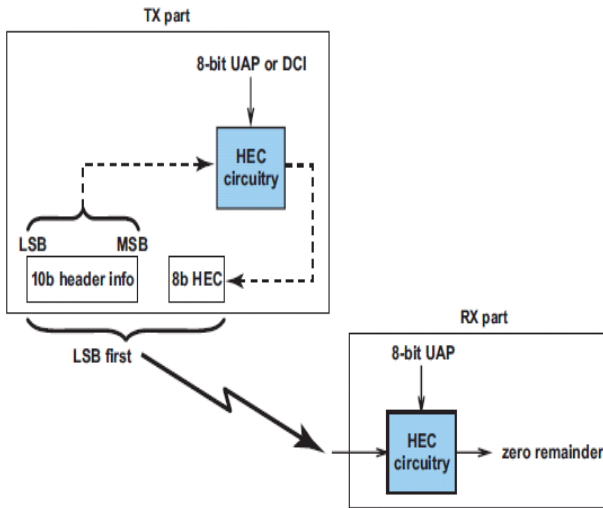 TX part
8-bit UAP or DCI
HEC
circuitry
LSB
MSB
10b header info
8b HEC
LSB first
RX part
8-bit UAP
HEC
circuitry
zero remainder